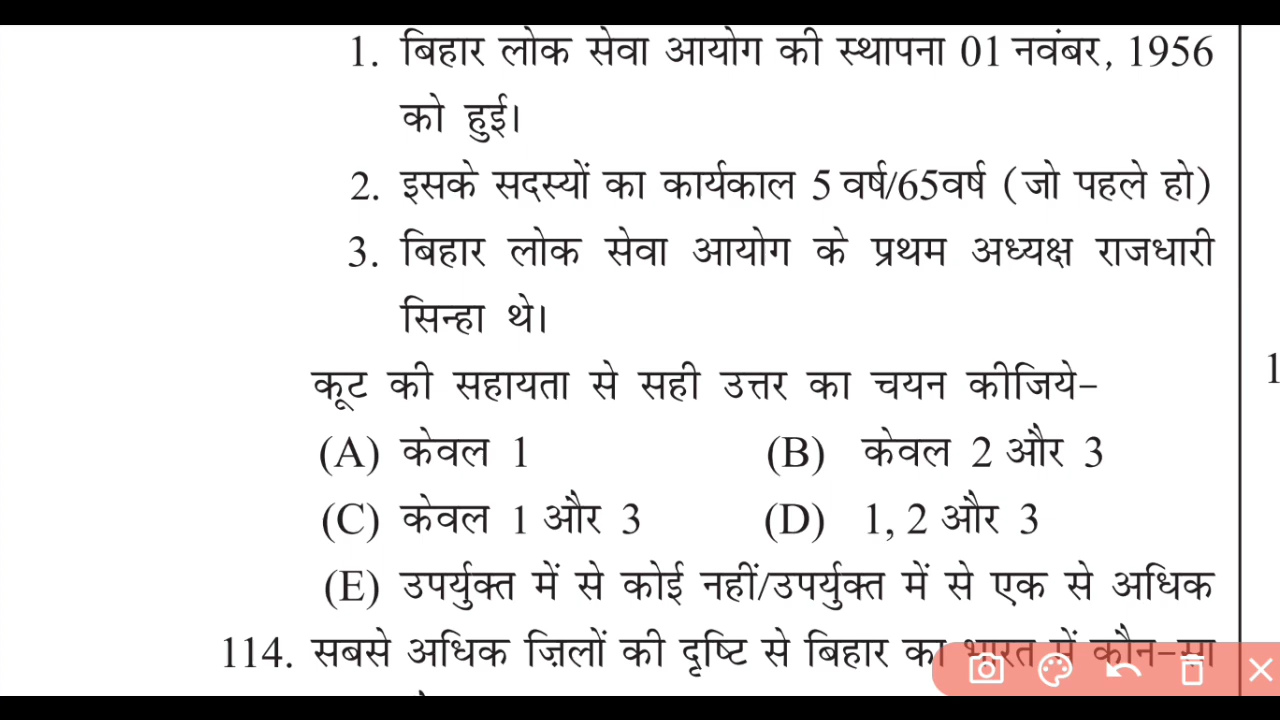 1. बिहार लोक सेवा आयोग की स्थापना 01 नवंबर, 1956
को हुई।
2. इसके सदस्यों का कार्यकाल 5 वर्ष/65वर्ष (जो पहले हो)
3. बिहार लोक सेवा आयोग के प्रथम अध्यक्ष राजधारी
सिन्हा थे।
कूट की सहायता से सही उत्तर का चयन कीजिये-
(A) केवल 1 (B) केवल 2 और 3
(C) केवल 1 और 3 (D) 1, 2 और 3
(E) उपर्युक्त में से कोई नहीं/उपर्युक्त में से एक से अधिक
114. सबसे अधिक ज़िलों की दृष्टि से बिहार का भारत में कौन-सा